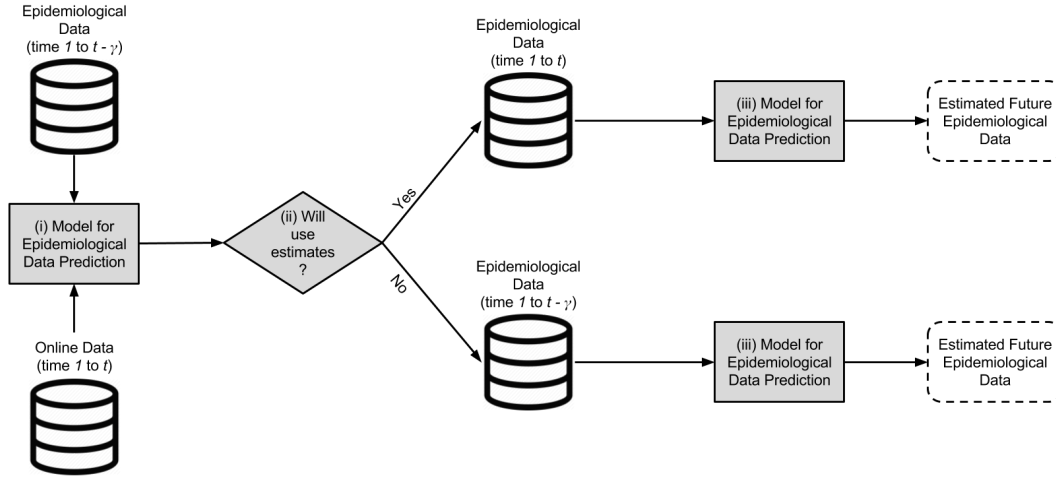 Epidemiological
Data
(time 1 to t - γ)
(i) Model for
Epidemiological
Data Prediction
Online Data
(time 1 to t)
(ii) Will
use
estimates
?
Yes
No
Epidemiological
Data
(time 1 to t)
(iii) Model for
Epidemiological
Data Prediction
Estimated Future
Epidemiological
Data
Epidemiological
Data
(time 1 to t - γ)
(iii) Model for
Epidemiological
Data Prediction
Estimated Future
Epidemiological
Data